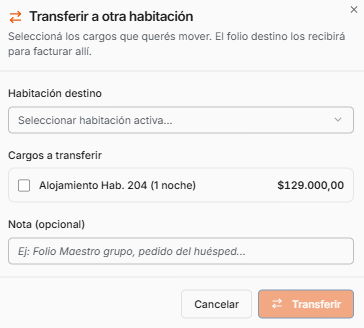 Transferir a otra habitación
Seleccioná los cargos que querés mover. El folio destino los recibirá
para facturar allí.
Habitación destino
Seleccionar habitación activa...
Cargos a transferir
Alojamiento Hab. 204 (1 noche) $129.000,00
Nota (opcional)
Ej: Folio Maestro grupo, pedido del huésped...
Cancelar Transferir